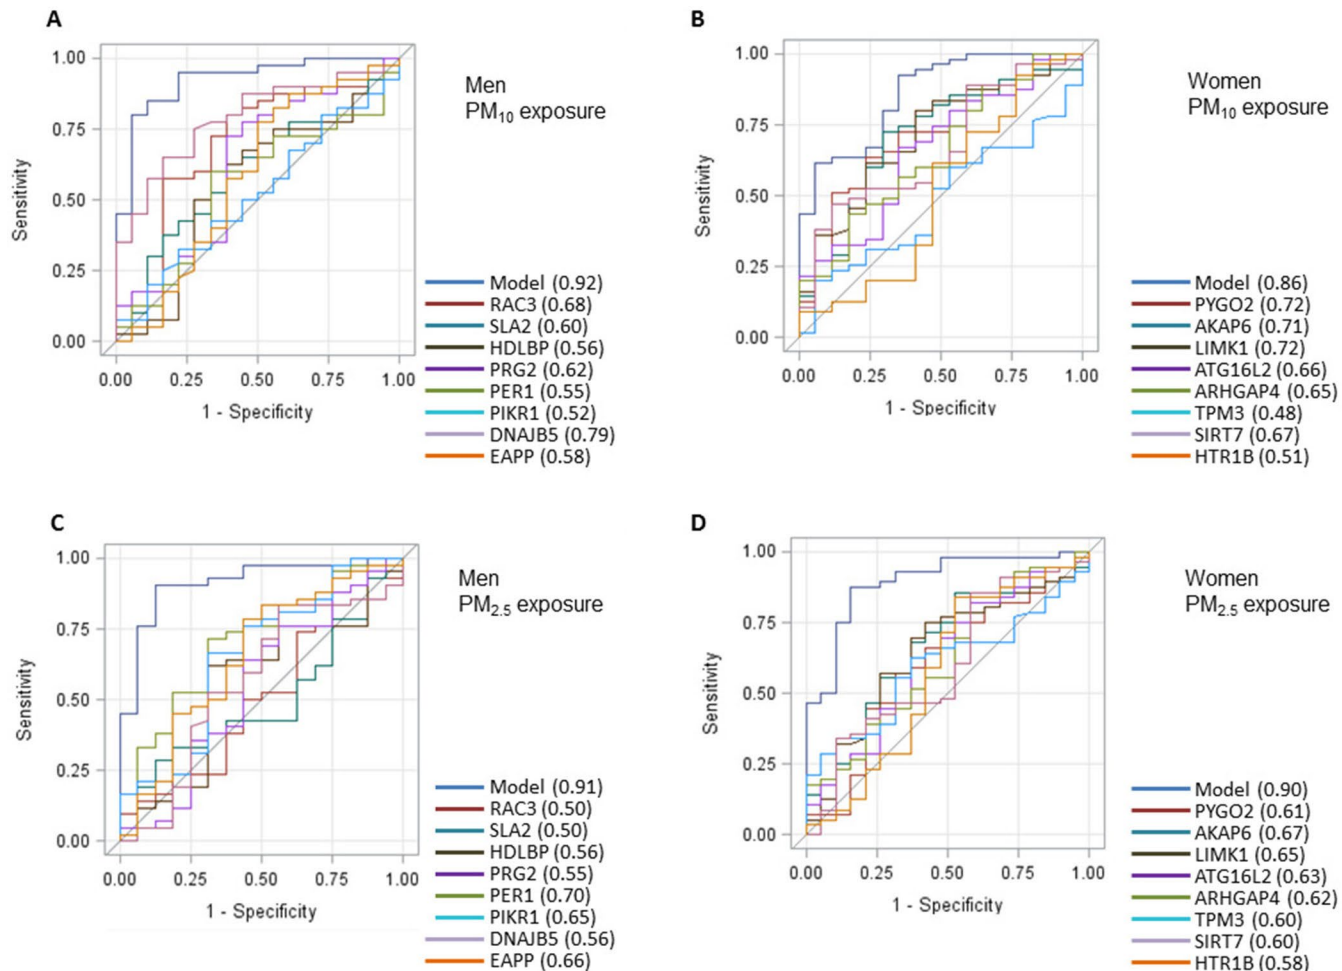 A
1.00
0.75
0.50
0.25
0.00
Sensitivity
0.00 0.25 0.50 0.75 1.00
1 - Specificity
Men
PM10 exposure
Model (0.92)
RAC3 (0.68)
SLA2 (0.60)
HDLBP (0.56)
PRG2 (0.62)
PER1 (0.55)
PIKR1 (0.52)
DNAJB5 (0.79)
EAPP (0.58)
B
1.00
0.75
0.50
0.25
0.00
Sensitivity
0.00 0.25 0.50 0.75 1.00
1 - Specificity
Women
PM10 exposure
Model (0.86)
PYGO2 (0.72)
AKAP6 (0.71)
LIMK1 (0.72)
ATG16L2 (0.66)
ARHGAP4 (0.65)
TPM3 (0.48)
SIRT7 (0.67)
HTR1B (0.51)
C
1.00
0.75
0.50
0.25
0.00
Sensitivity
0.00 0.25 0.50 0.75 1.00
1 - Specificity
Men
PM2.5 exposure
Model (0.91)
RAC3 (0.50)
SLA2 (0.50)
HDLBP (0.56)
PRG2 (0.55)
PER1 (0.70)
PIKR1 (0.65)
DNAJB5 (0.56)
EAPP (0.66)
D
1.00
0.75
0.50
0.25
0.00
Sensitivity
0.00 0.25 0.50 0.75 1.00
1 - Specificity
Women
PM2.5 exposure
Model (0.90)
PYGO2 (0.61)
AKAP6 (0.67)
LIMK1 (0.65)
ATG16L2 (0.63)
ARHGAP4 (0.62)
TPM3 (0.60)
SIRT7 (0.60)
HTR1B (0.58)